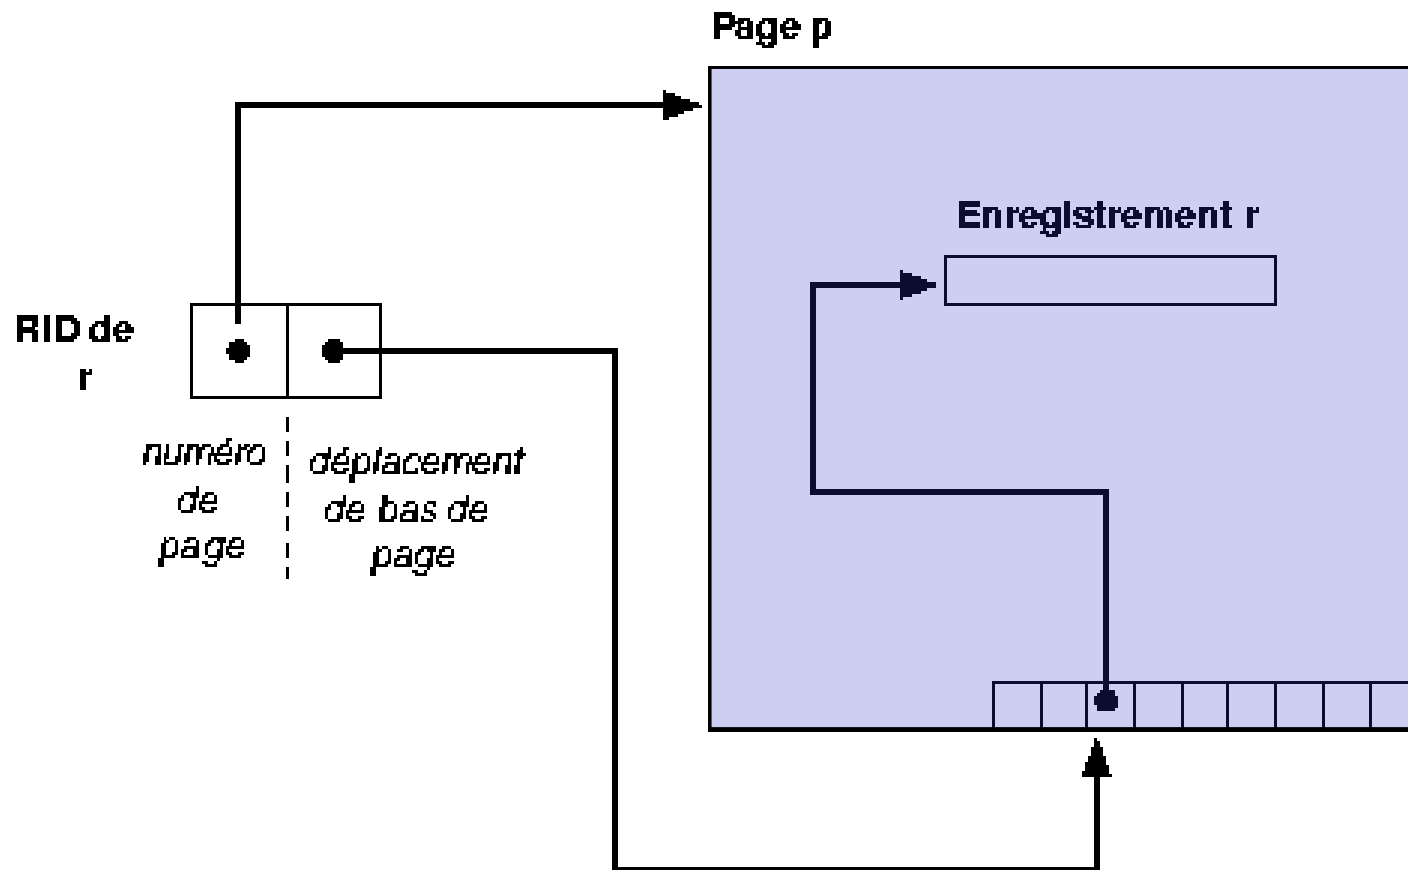 Page p
Enregistrement r
RID de
r
numéro
de
page
déplacement
de bas de
page